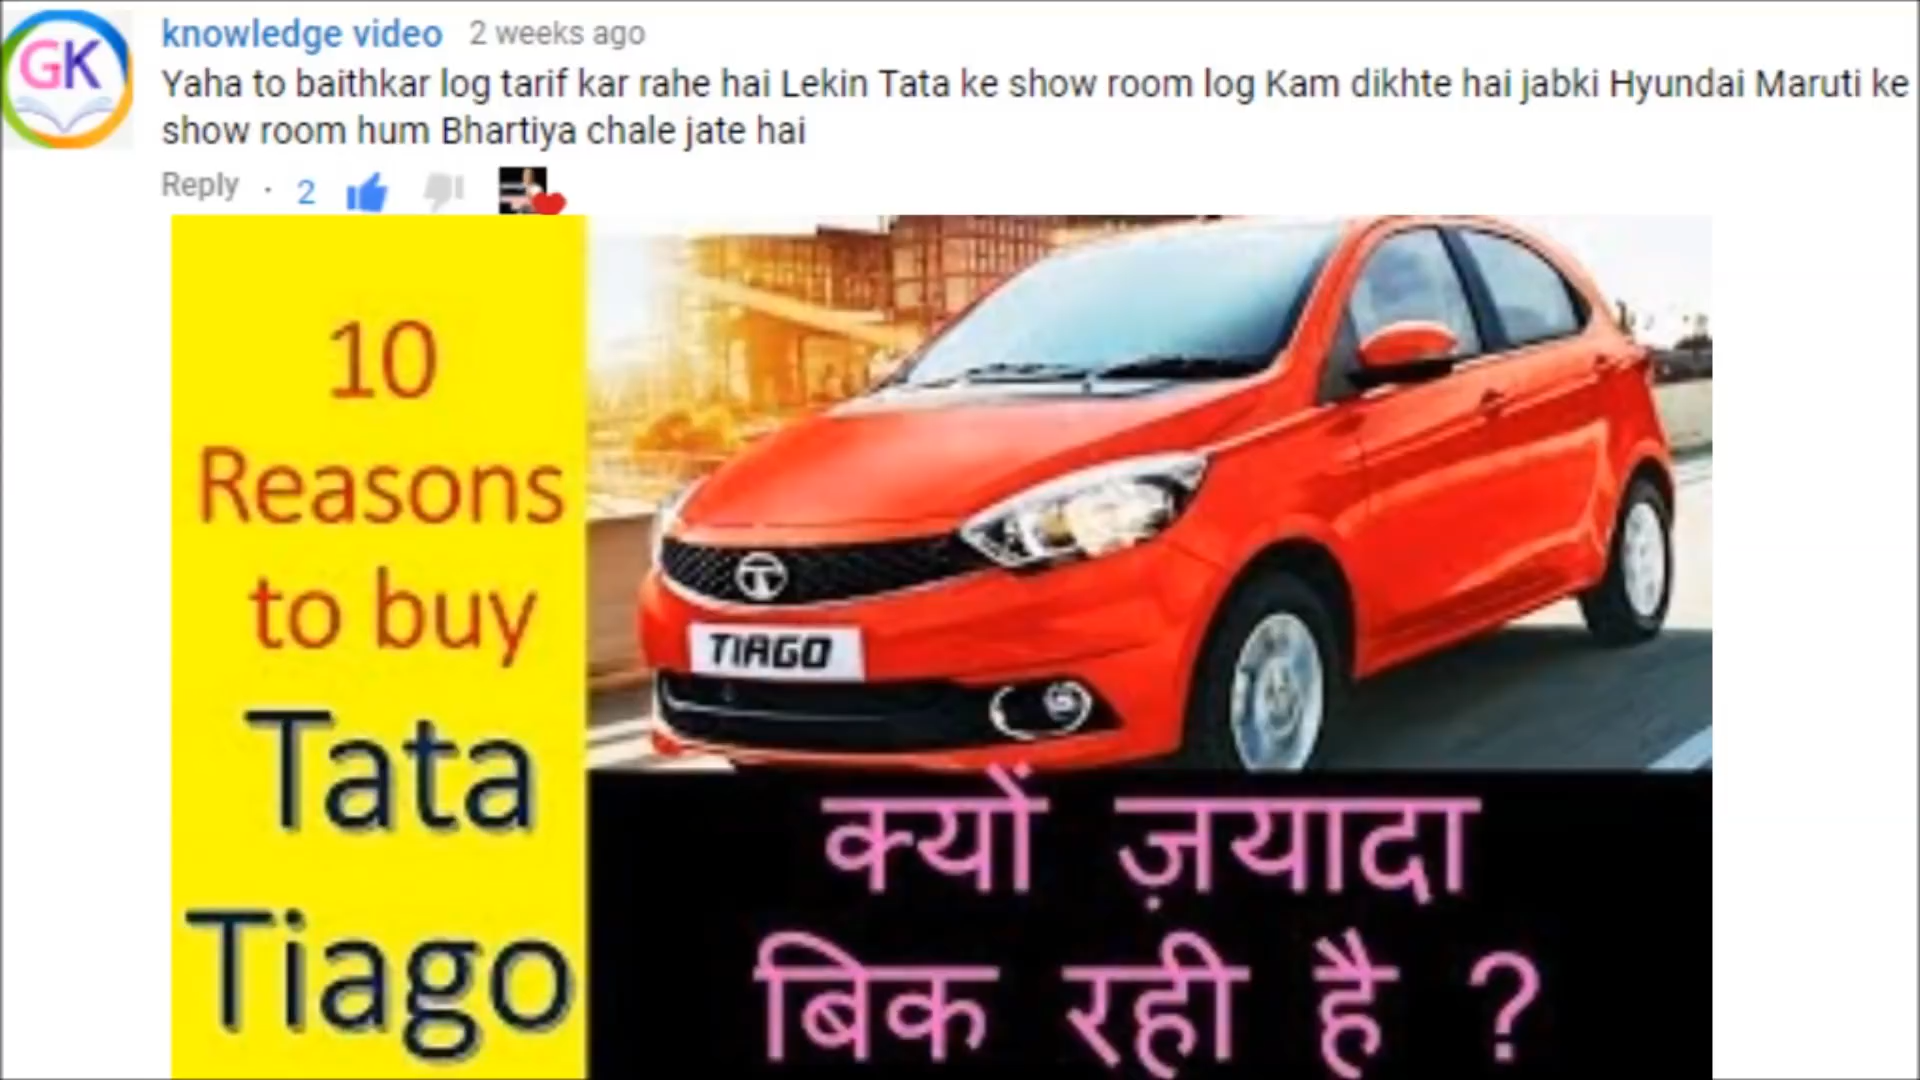 GK
knowledge video 2 weeks ago
Yaha to baithkar log tarif kar rahe hai Lekin Tata ke show room log Kam dikhte hai jabki Hyundai Maruti ke
show room hum Bhartiya chale jate hai
Reply · 2
10
Reasons
to buy
Tata
Tiago
TIAGO
क्यों ज़यादा
बिक रही है ?